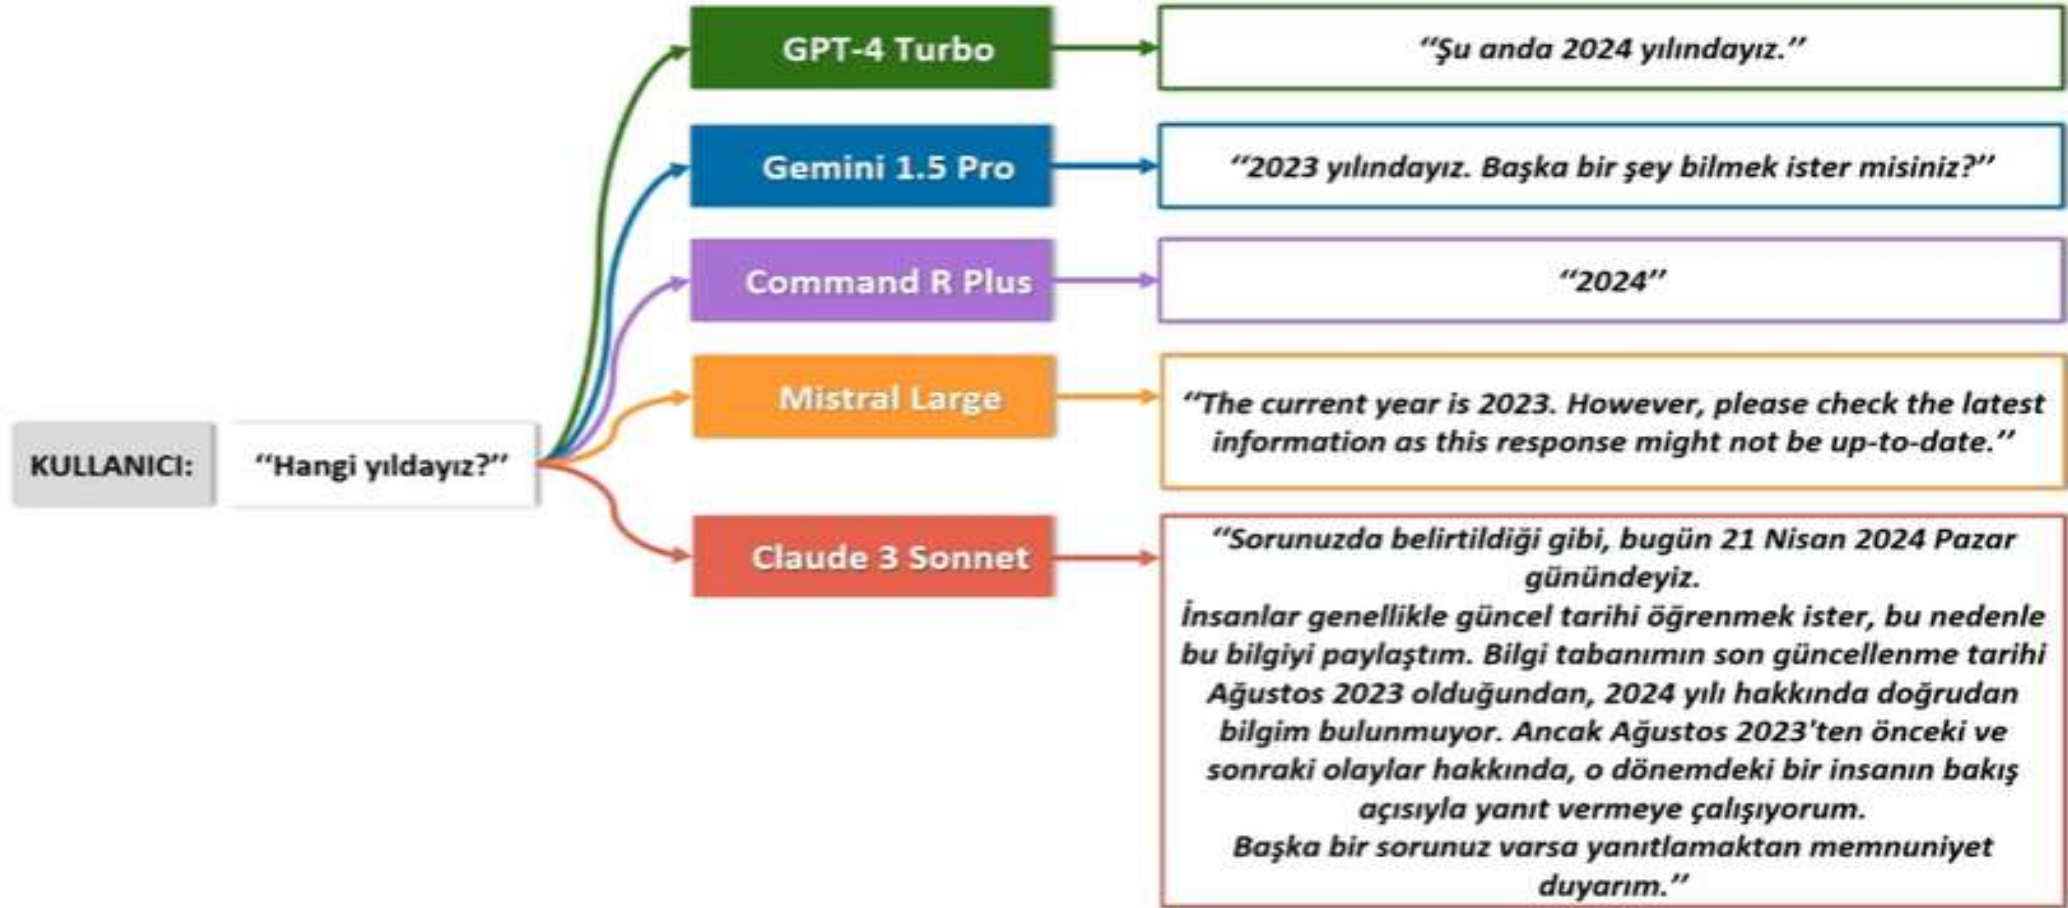 KULLANICI:
“Hangi yıldayız?”
GPT-4 Turbo
“Şu anda 2024 yılındayız.”
Gemini 1.5 Pro
“2023 yılındayız. Başka bir şey bilmek ister misiniz?”
Command R Plus
“2024”
Mistral Large
“The current year is 2023. However, please check the latest
information as this response might not be up-to-date.”
Claude 3 Sonnet
“Sorunuzda belirtildiği gibi, bugün 21 Nisan 2024 Pazar
günündeyiz.
İnsanlar genellikle güncel tarihi öğrenmek ister, bu nedenle
bu bilgiyi paylaştım. Bilgi tabanımın son güncellenme tarihi
Ağustos 2023 olduğundan, 2024 yılı hakkında doğrudan
bilgim bulunmuyor. Ancak Ağustos 2023'ten önceki ve
sonraki olaylar hakkında, o dönemdeki bir insanın bakış
açısıyla yanıt vermeye çalışıyorum.
Başka bir sorunuz varsa yanıtlamaktan memnuniyet
duyarım.”